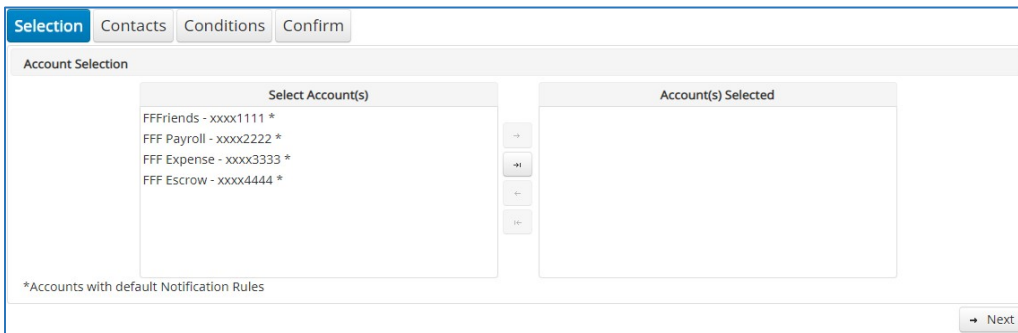 Selection Contacts Conditions Confirm
Account Selection
Select Account(s) Account(s) Selected
FFFriends - xxxx1111 *
FFF Payroll - xxxx2222 *
FFF Expense - xxxx3333 *
FFF Escrow - xxxx4444 *
*Accounts with default Notification Rules
→ Next